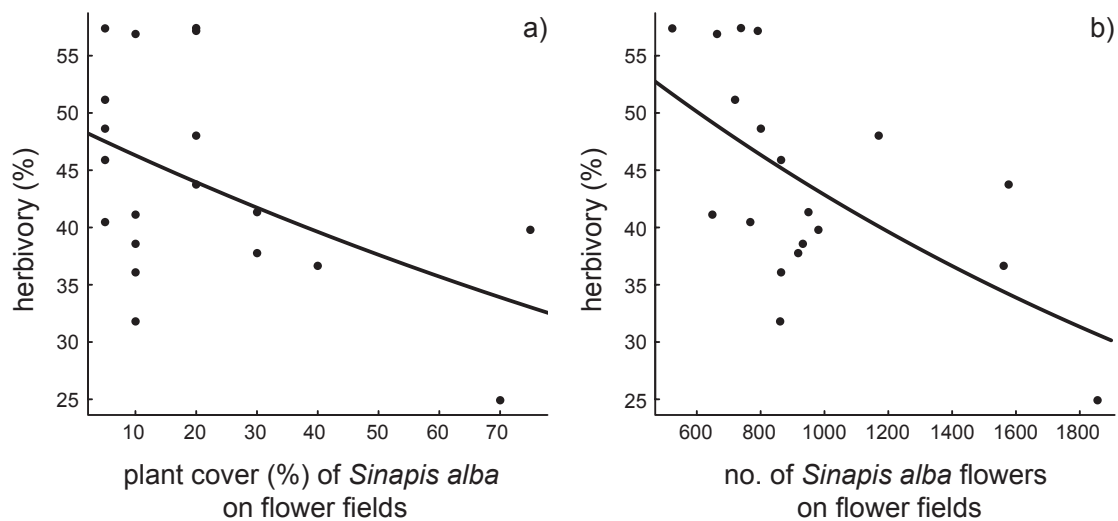 a)
55
50
45
40
35
30
25
herbivory (%)
10 20 30 40 50 60 70
plant cover (%) of Sinapis alba
on flower fields
b)
55
50
45
40
35
30
25
herbivory (%)
600 800 1000 1200 1400 1600 1800
no. of Sinapis alba flowers
on flower fields